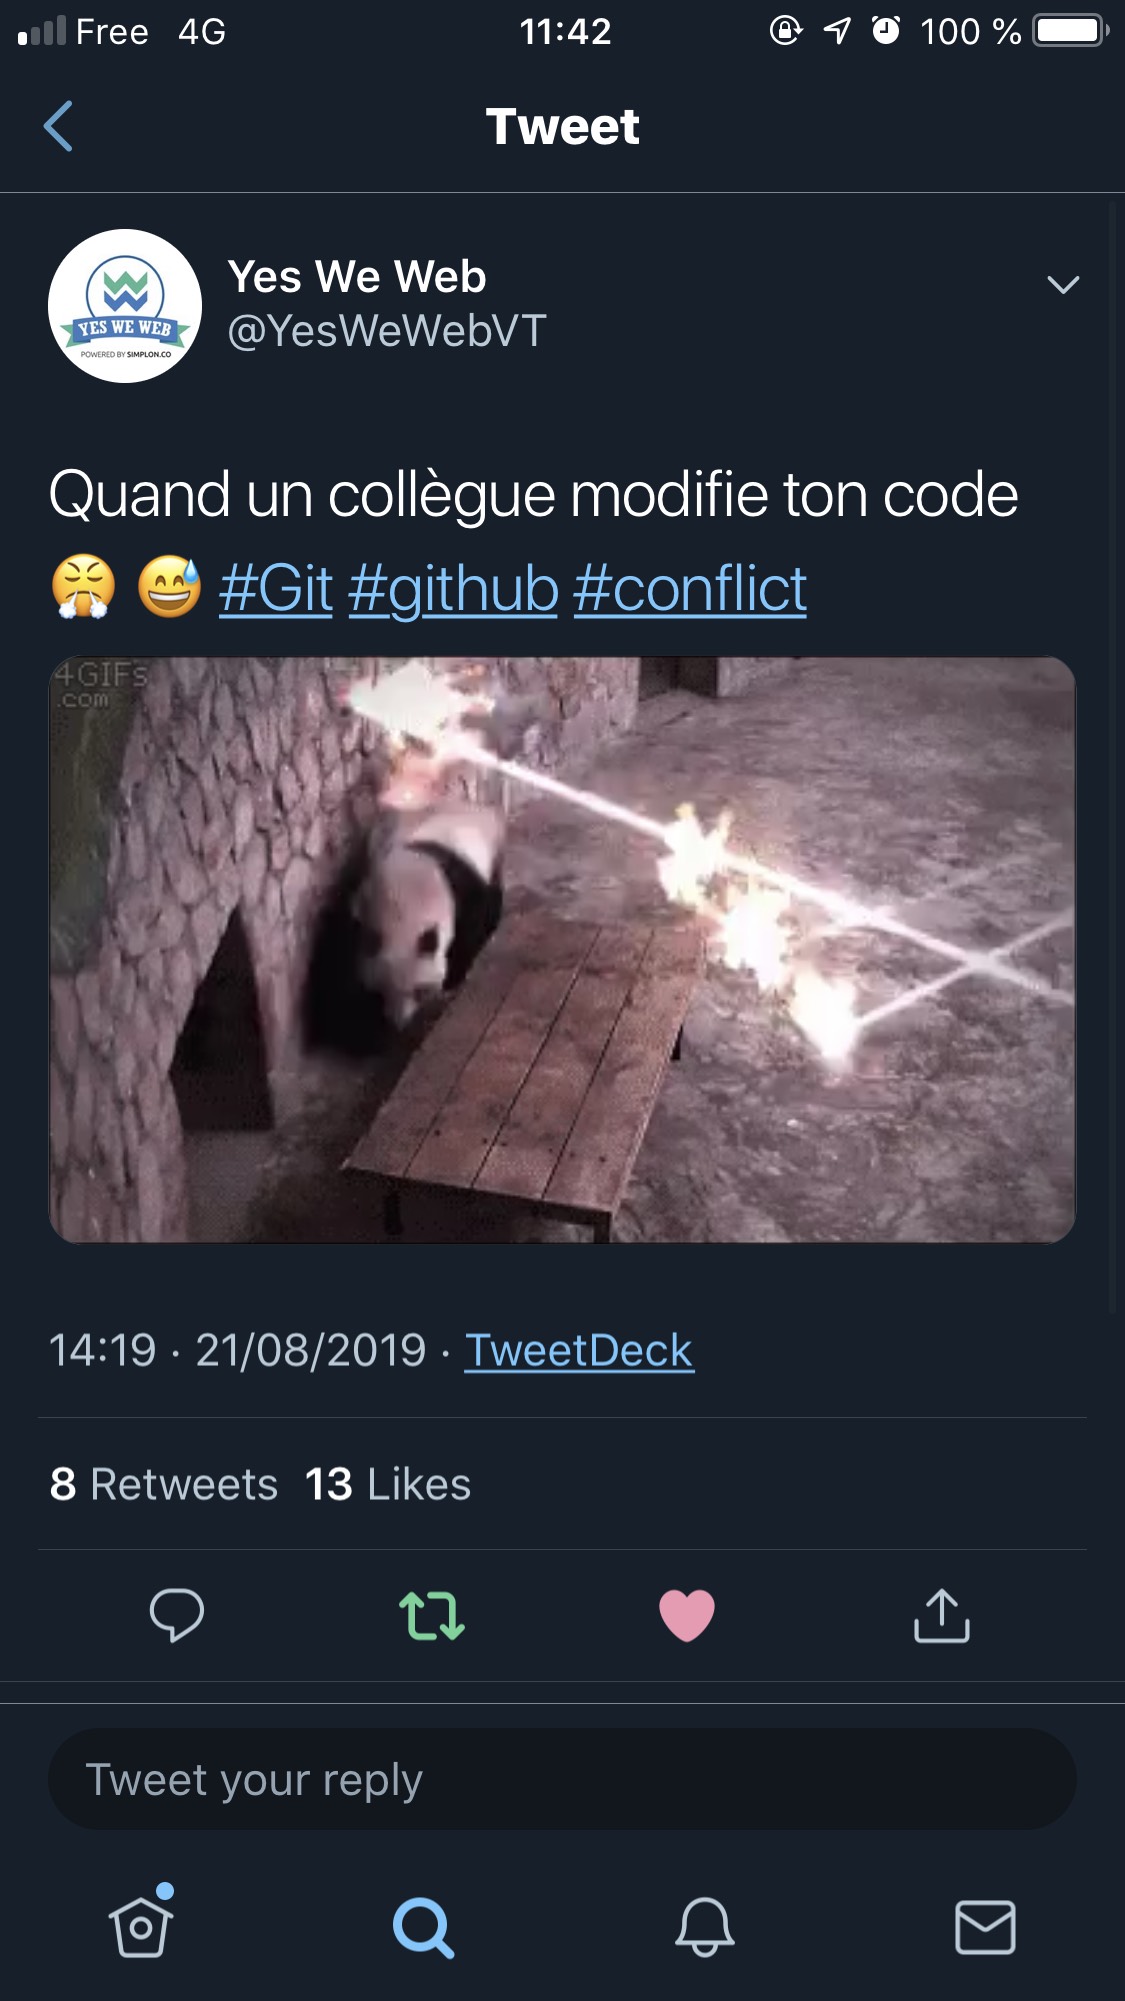 Free 4G 11:42 100 %
Tweet
YES WE WEB
POWERED BY SIMPLON.CO
Yes We Web
@YesWeWebVT
Quand un collègue modifie ton code
😤 😅 #Git #github #conflict
4GIFs
.com
14:19 · 21/08/2019 · TweetDeck
8 Retweets 13 Likes
Tweet your reply